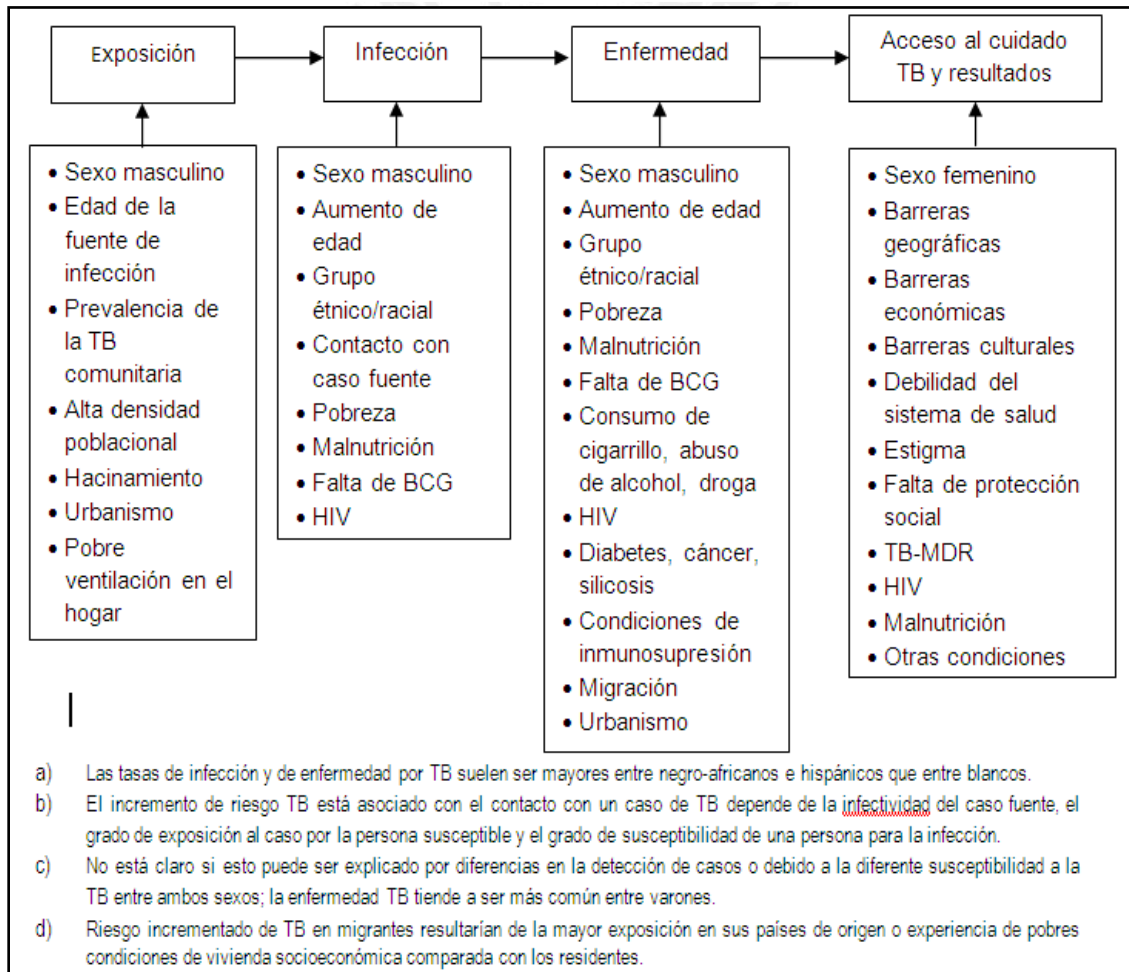 Exposición
Infección
Enfermedad
Acceso al cuidado
TB y resultados
• Sexo masculino
• Edad de la
fuente de
infección
• Prevalencia de
la TB
comunitaria
• Alta densidad
poblacional
• Hacinamiento
• Urbanismo
• Pobre
ventilación en el
hogar
• Sexo masculino
• Aumento de
edad
• Grupo
étnico/racial
• Contacto con
caso fuente
• Pobreza
• Malnutrición
• Falta de BCG
• HIV
• Sexo masculino
• Aumento de edad
• Grupo
étnico/racial
• Pobreza
• Malnutrición
• Falta de BCG
• Consumo de
cigarrillo, abuso
de alcohol, droga
• HIV
• Diabetes, cáncer,
silicosis
• Condiciones de
inmunosupresión
• Migración
• Urbanismo
• Sexo femenino
• Barreras
geográficas
• Barreras
económicas
• Barreras culturales
• Debilidad del
sistema de salud
• Estigma
• Falta de protección
social
• TB-MDR
• HIV
• Malnutrición
• Otras condiciones
a) Las tasas de infección y de enfermedad por TB suelen ser mayores entre negro-africanos e hispánicos que entre blancos.
b) El incremento de riesgo TB está asociado con el contacto con un caso de TB depende de la infectividad del caso fuente, el
grado de exposición al caso por la persona susceptible y el grado de susceptibilidad de una persona para la infección.
c) No está claro si esto puede ser explicado por diferencias en la detección de casos o debido a la diferente susceptibilidad a la
TB entre ambos sexos; la enfermedad TB tiende a ser más común entre varones.
d) Riesgo incrementado de TB en migrantes resultarían de la mayor exposición en sus países de origen o experiencia de pobres
condiciones de vivienda socioeconómica comparada con los residentes.